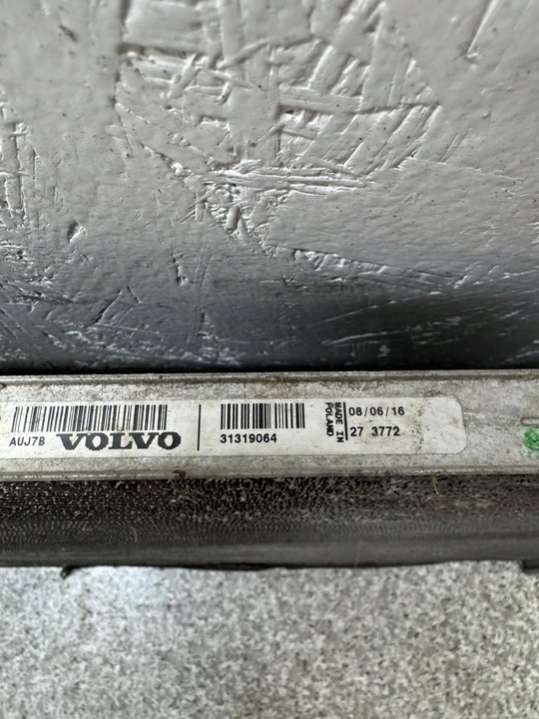 AUJ7B VOLVO
31319064
MADE IN
POLAND
08/06/16
27 3772